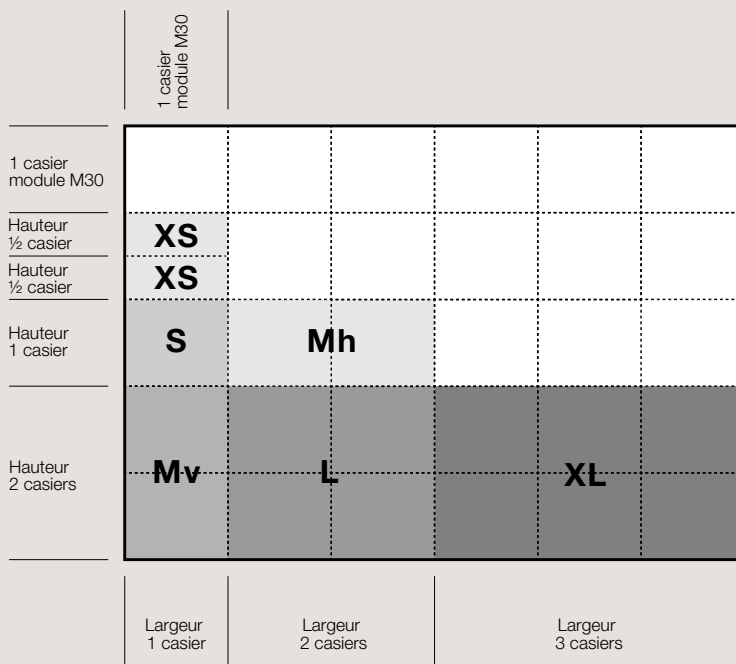 1 casier
module M30
1 casier
module M30
Hauteur
½ casier
XS
Hauteur
½ casier
XS
Hauteur
1 casier
S
Mh
Hauteur
2 casiers
Mv
L
XL
Largeur
1 casier
Largeur
2 casiers
Largeur
3 casiers